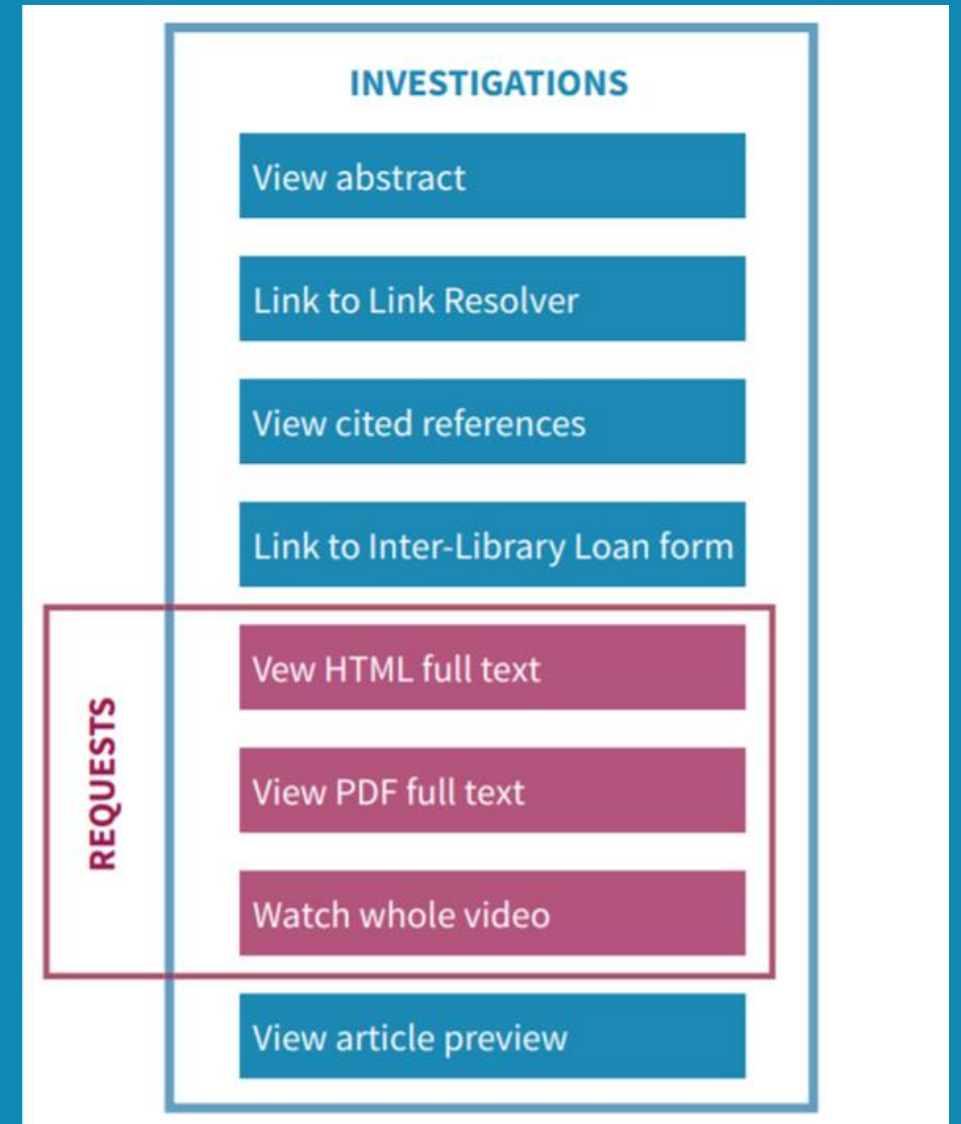 INVESTIGATIONS
View abstract
Link to Link Resolver
View cited references
Link to Inter-Library Loan form
REQUESTS
Vew HTML full text
View PDF full text
Watch whole video
View article preview